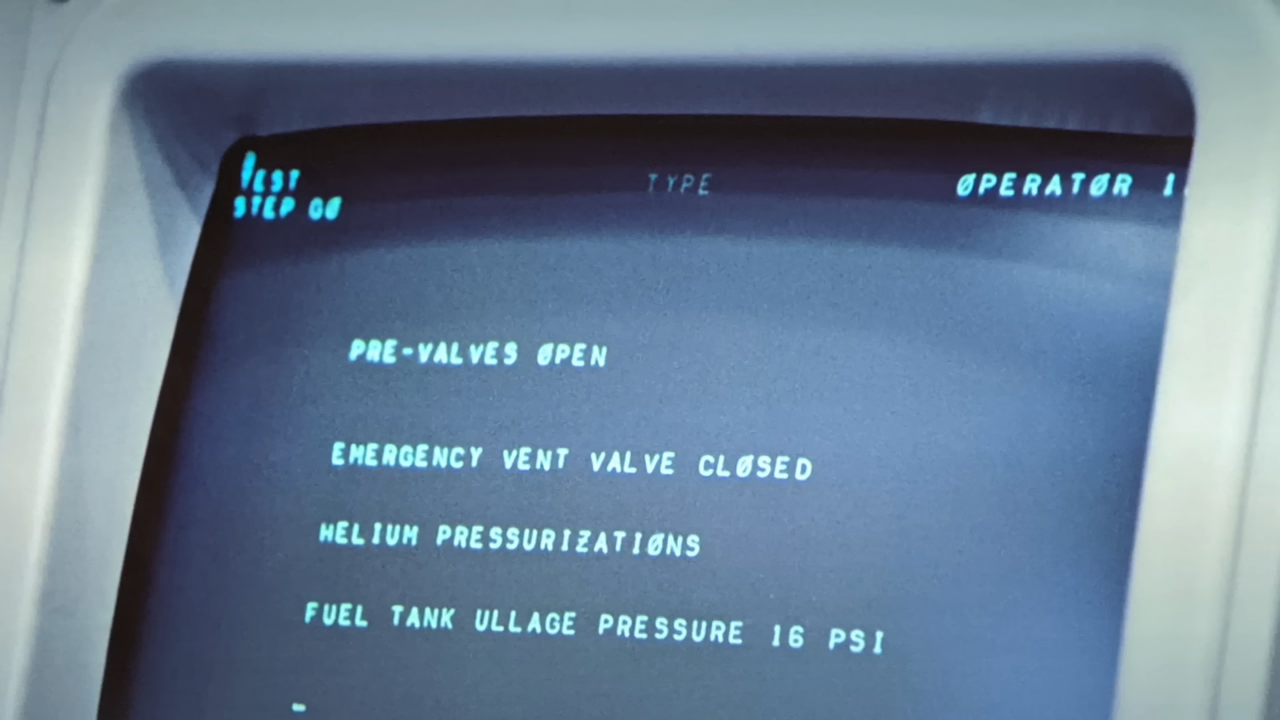 TEST TYPE ØPERATØR 1
STEP 00
PRE-VALVES ØPEN
EMERGENCY VENT VALVE CLØSED
HELIUM PRESSURIZATIØNS
FUEL TANK ULLAGE PRESSURE 16 PSI